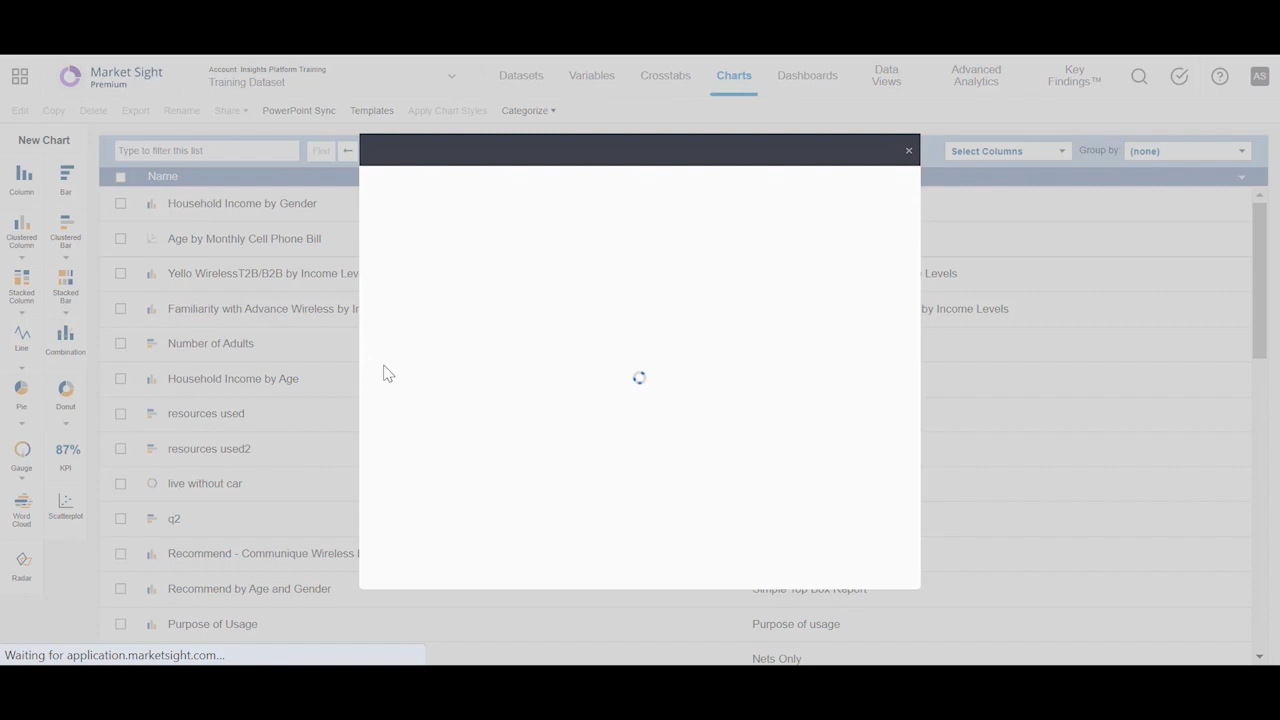 Market Sight
Premium
Account: Insights Platform Training
Training Dataset
Datasets
Variables
Crosstabs
Charts
Dashboards
Data
Views
Advanced
Analytics
Key
Findings™
AS
Edit
Copy
Delete
Export
Rename
Share
PowerPoint Sync
Templates
Apply Chart Styles
Categorize
New Chart
Type to filter this list
Find
Select Columns
Group by:
(none)
Name
Column
Bar
Clustered
Column
Clustered
Bar
Stacked
Column
Stacked
Bar
Line
Combination
Pie
Donut
Gauge
87%
KPI
Word
Cloud
Scatterplot
Radar
Household Income by Gender
Age by Monthly Cell Phone Bill
Yello WirelessT2B/B2B by Income
Levels
Familiarity with Advance Wireless by
by Income Levels
Number of Adults
Household Income by Age
resources used
resources used2
live without car
q2
Recommend - Communique Wireless
Recommend by Age and Gender
Simple Top Box Report
Purpose of Usage
Purpose of usage
Nets Only
Waiting for application.marketsight.com...